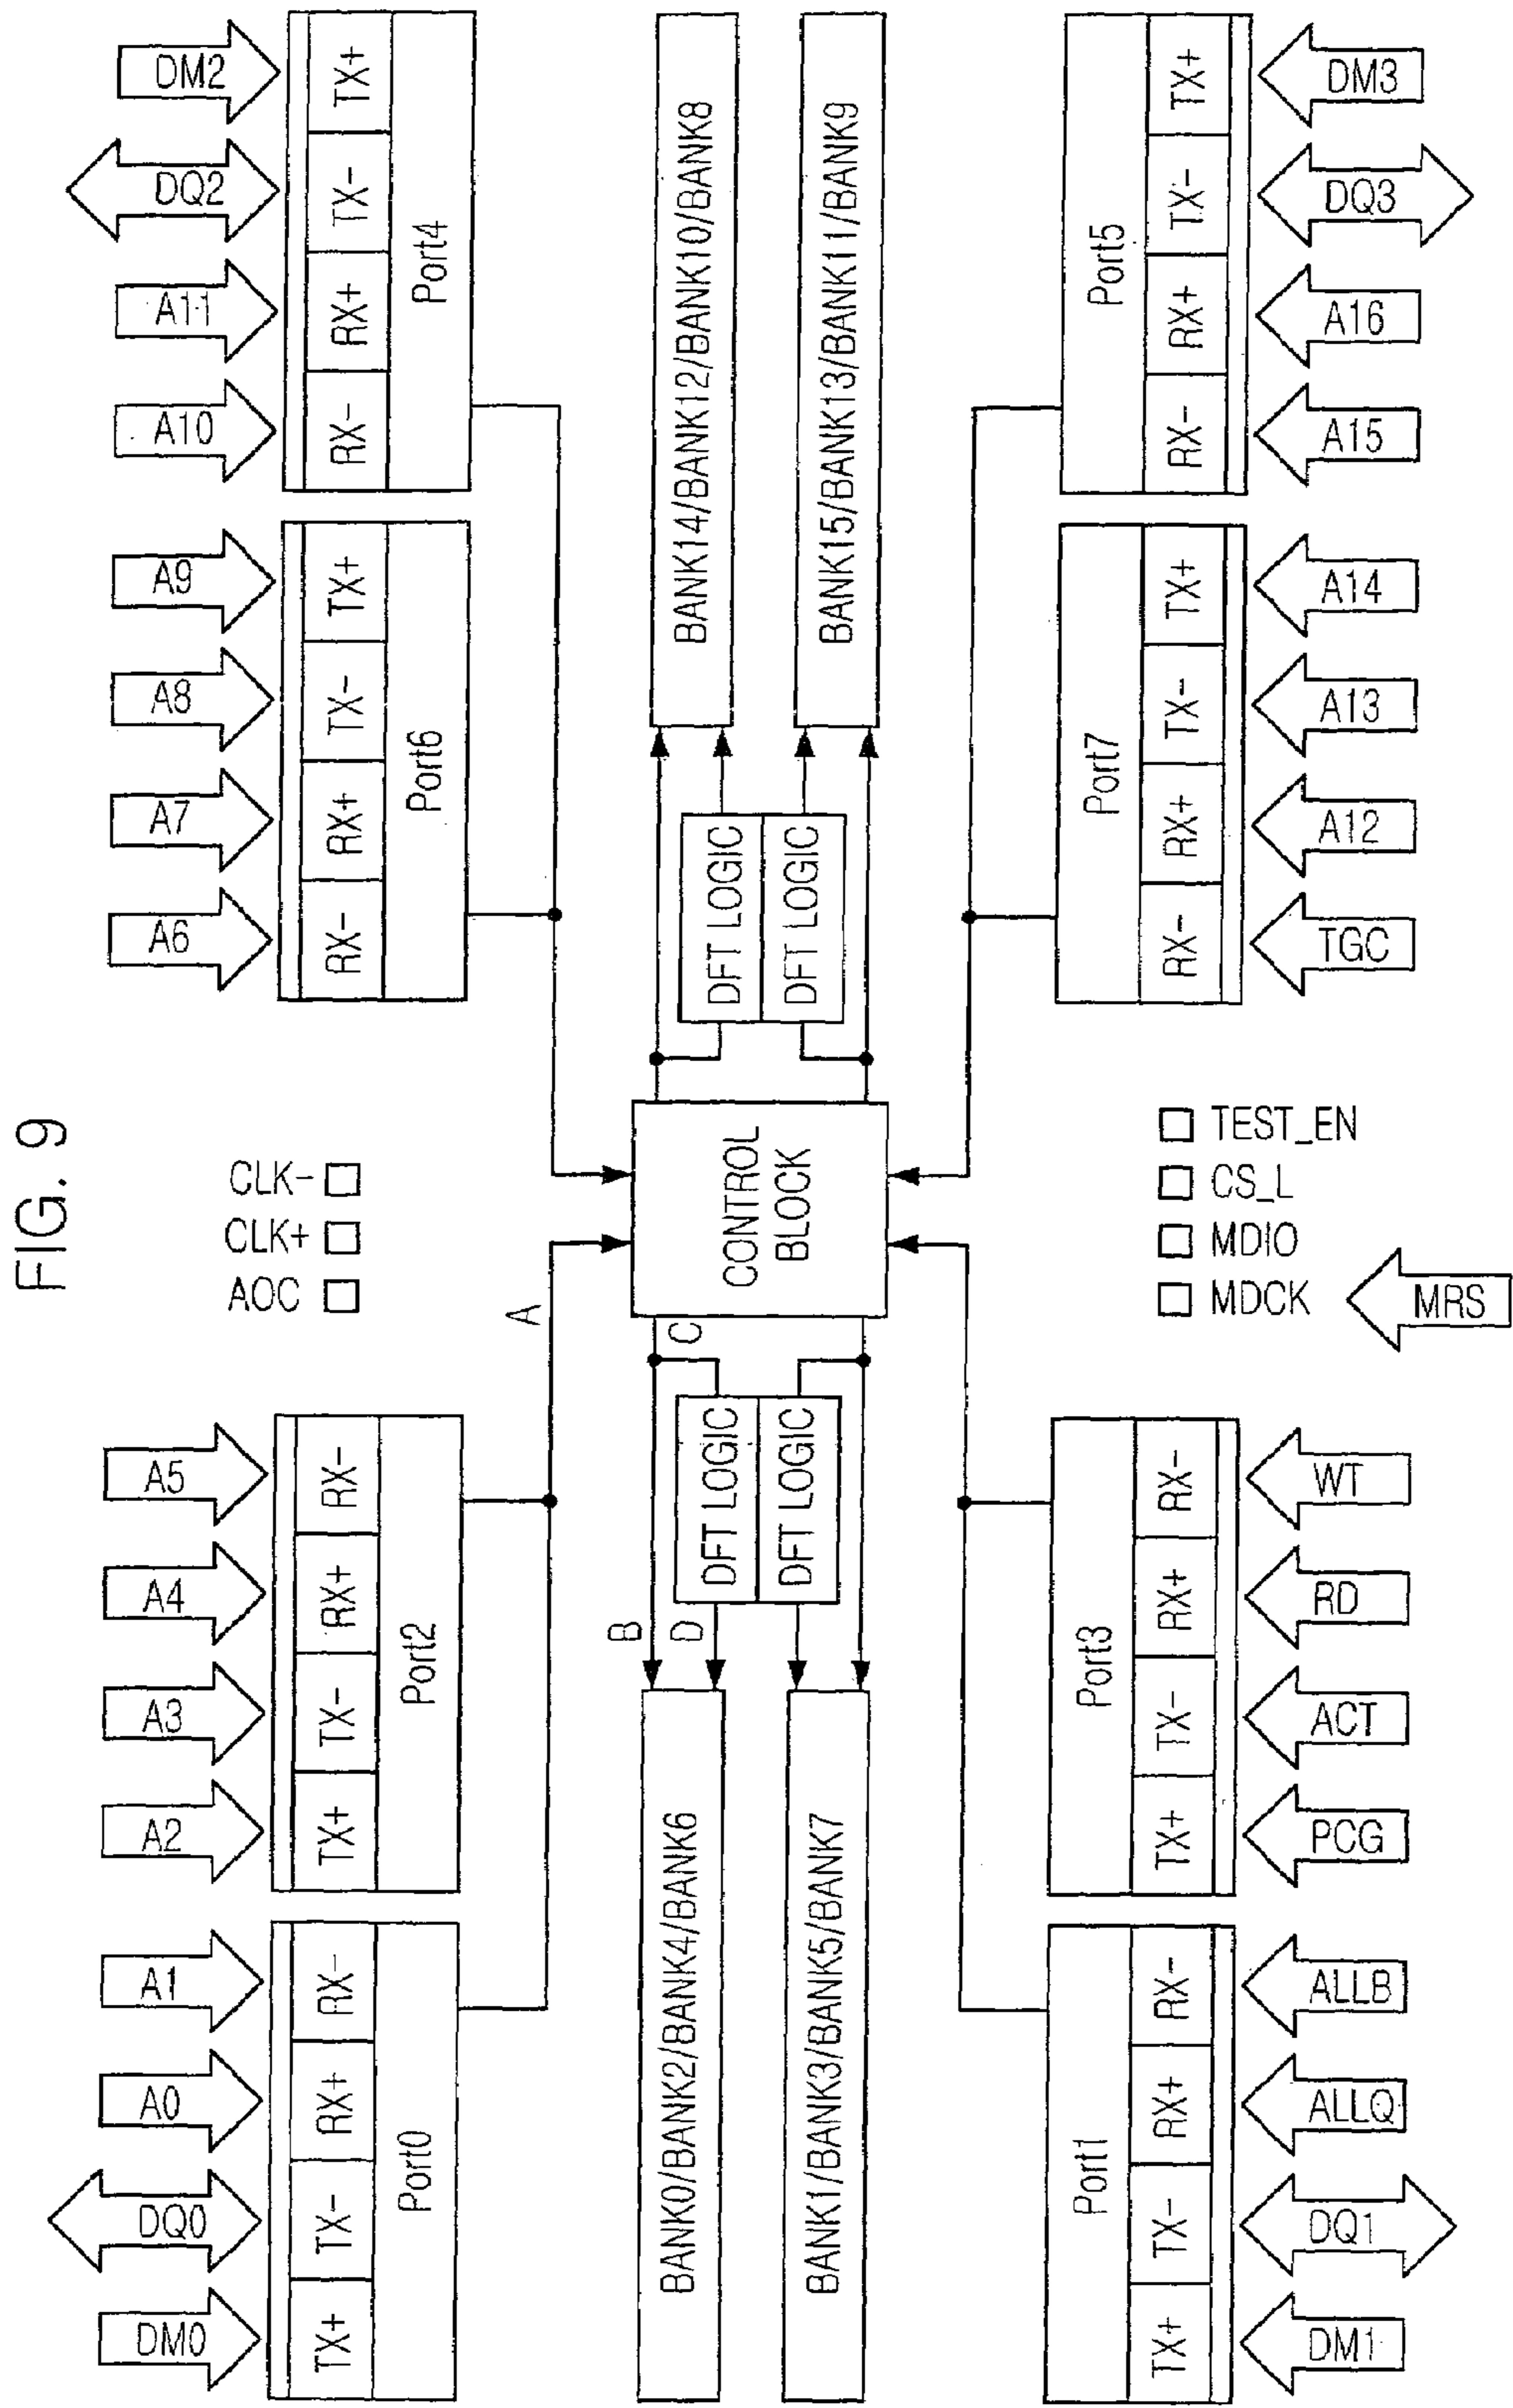 FIG. 9
DM0
DQ0
A0
A1
A2
A3
A4
A5
AOC
CLK+
CLK-
A6
A7
A8
A9
A10
A11
DQ2
DM2
TX+ TX- RX+ RX-
Port0
TX+ TX- RX+ RX-
Port2
RX- RX+ TX- TX+
Port6
RX- RX+ TX- TX+
Port4
A
B
C
D
BANK0/BANK2/BANK4/BANK6
DFT LOGIC
DFT LOGIC
BANK1/BANK3/BANK5/BANK7
CONTROL
BLOCK
DFT LOGIC
DFT LOGIC
BANK14/BANK12/BANK10/BANK8
BANK15/BANK13/BANK11/BANK9
Port1
TX+ TX- RX+ RX-
Port3
TX+ TX- RX+ RX-
Port7
RX- RX+ TX- TX+
Port5
RX- RX+ TX- TX+
DM1
DQ1
ALLQ
ALLB
PCG
ACT
RD
WT
MDCK
MDIO
CS_L
TEST_EN
MRS
TGC
A12
A13
A14
A15
A16
DQ3
DM3